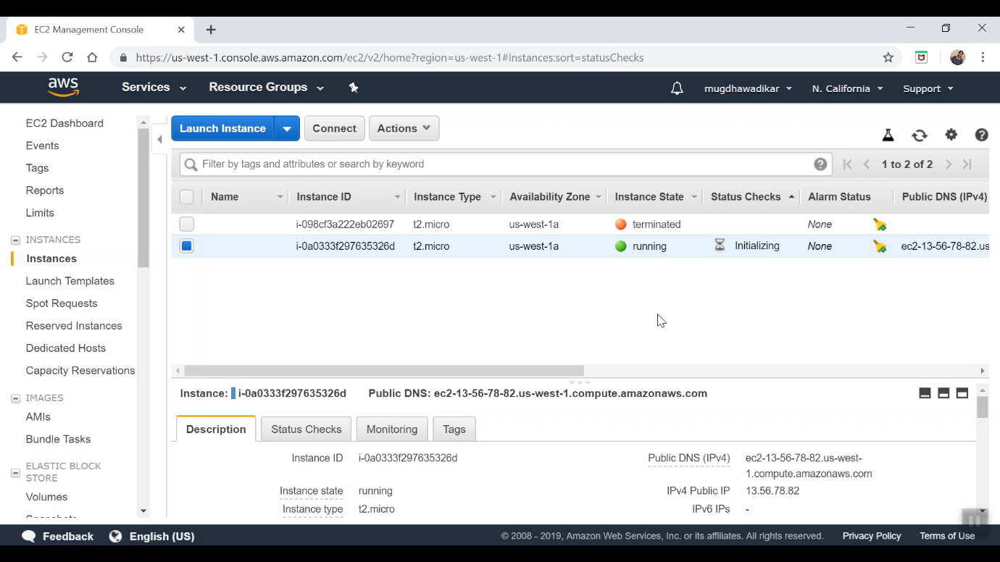 EC2 Management Console
https://us-west-1.console.aws.amazon.com/ec2/v2/home?region=us-west-1#Instances:sort=statusChecks
aws Services Resource Groups mugdhawadikar N. California Support
EC2 Dashboard
Events
Tags
Reports
Limits
INSTANCES
Instances
Launch Templates
Spot Requests
Reserved Instances
Dedicated Hosts
Capacity Reservations
IMAGES
AMIs
Bundle Tasks
ELASTIC BLOCK
STORE
Volumes
Launch Instance Connect Actions
Filter by tags and attributes or search by keyword 1 to 2 of 2
Name Instance ID Instance Type Availability Zone Instance State Status Checks Alarm Status Public DNS (IPv4)
i-098cf3a222eb02697 t2.micro us-west-1a terminated None
i-0a0333f297635326d t2.micro us-west-1a running Initializing None ec2-13-56-78-82.us
Instance: i-0a0333f297635326d Public DNS: ec2-13-56-78-82.us-west-1.compute.amazonaws.com
Description Status Checks Monitoring Tags
Instance ID i-0a0333f297635326d Public DNS (IPv4) ec2-13-56-78-82.us-west-
1.compute.amazonaws.com
Instance state running IPv4 Public IP 13.56.78.82
Instance type t2.micro IPv6 IPs -
Feedback English (US) © 2008 - 2019, Amazon Web Services, Inc. or its affiliates. All rights reserved. Privacy Policy Terms of Use